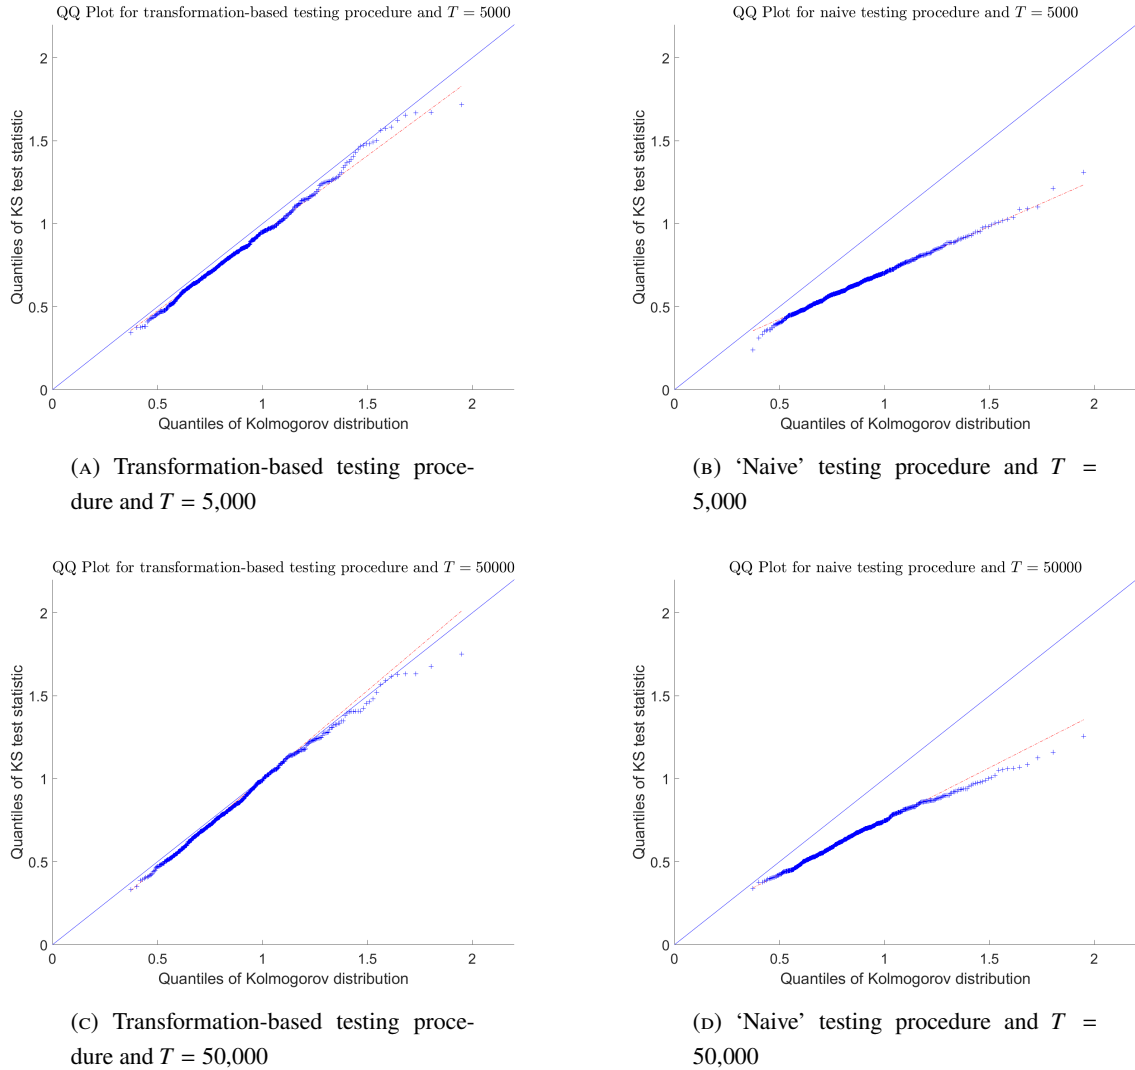 QQ Plot for transformation-based testing procedure and T = 5000
2
1.5
1
0.5
0
Quantiles of KS test statistic
0 0.5 1 1.5 2
Quantiles of Kolmogorov distribution
(A) Transformation-based testing proce-
dure and T = 5,000
QQ Plot for naive testing procedure and T = 5000
2
1.5
1
0.5
0
Quantiles of KS test statistic
0 0.5 1 1.5 2
Quantiles of Kolmogorov distribution
(B) ‘Naive’ testing procedure and T =
5,000
QQ Plot for transformation-based testing procedure and T = 50000
2
1.5
1
0.5
0
Quantiles of KS test statistic
0 0.5 1 1.5 2
Quantiles of Kolmogorov distribution
(C) Transformation-based testing proce-
dure and T = 50,000
QQ Plot for naive testing procedure and T = 50000
2
1.5
1
0.5
0
Quantiles of KS test statistic
0 0.5 1 1.5 2
Quantiles of Kolmogorov distribution
(D) ‘Naive’ testing procedure and T =
50,000